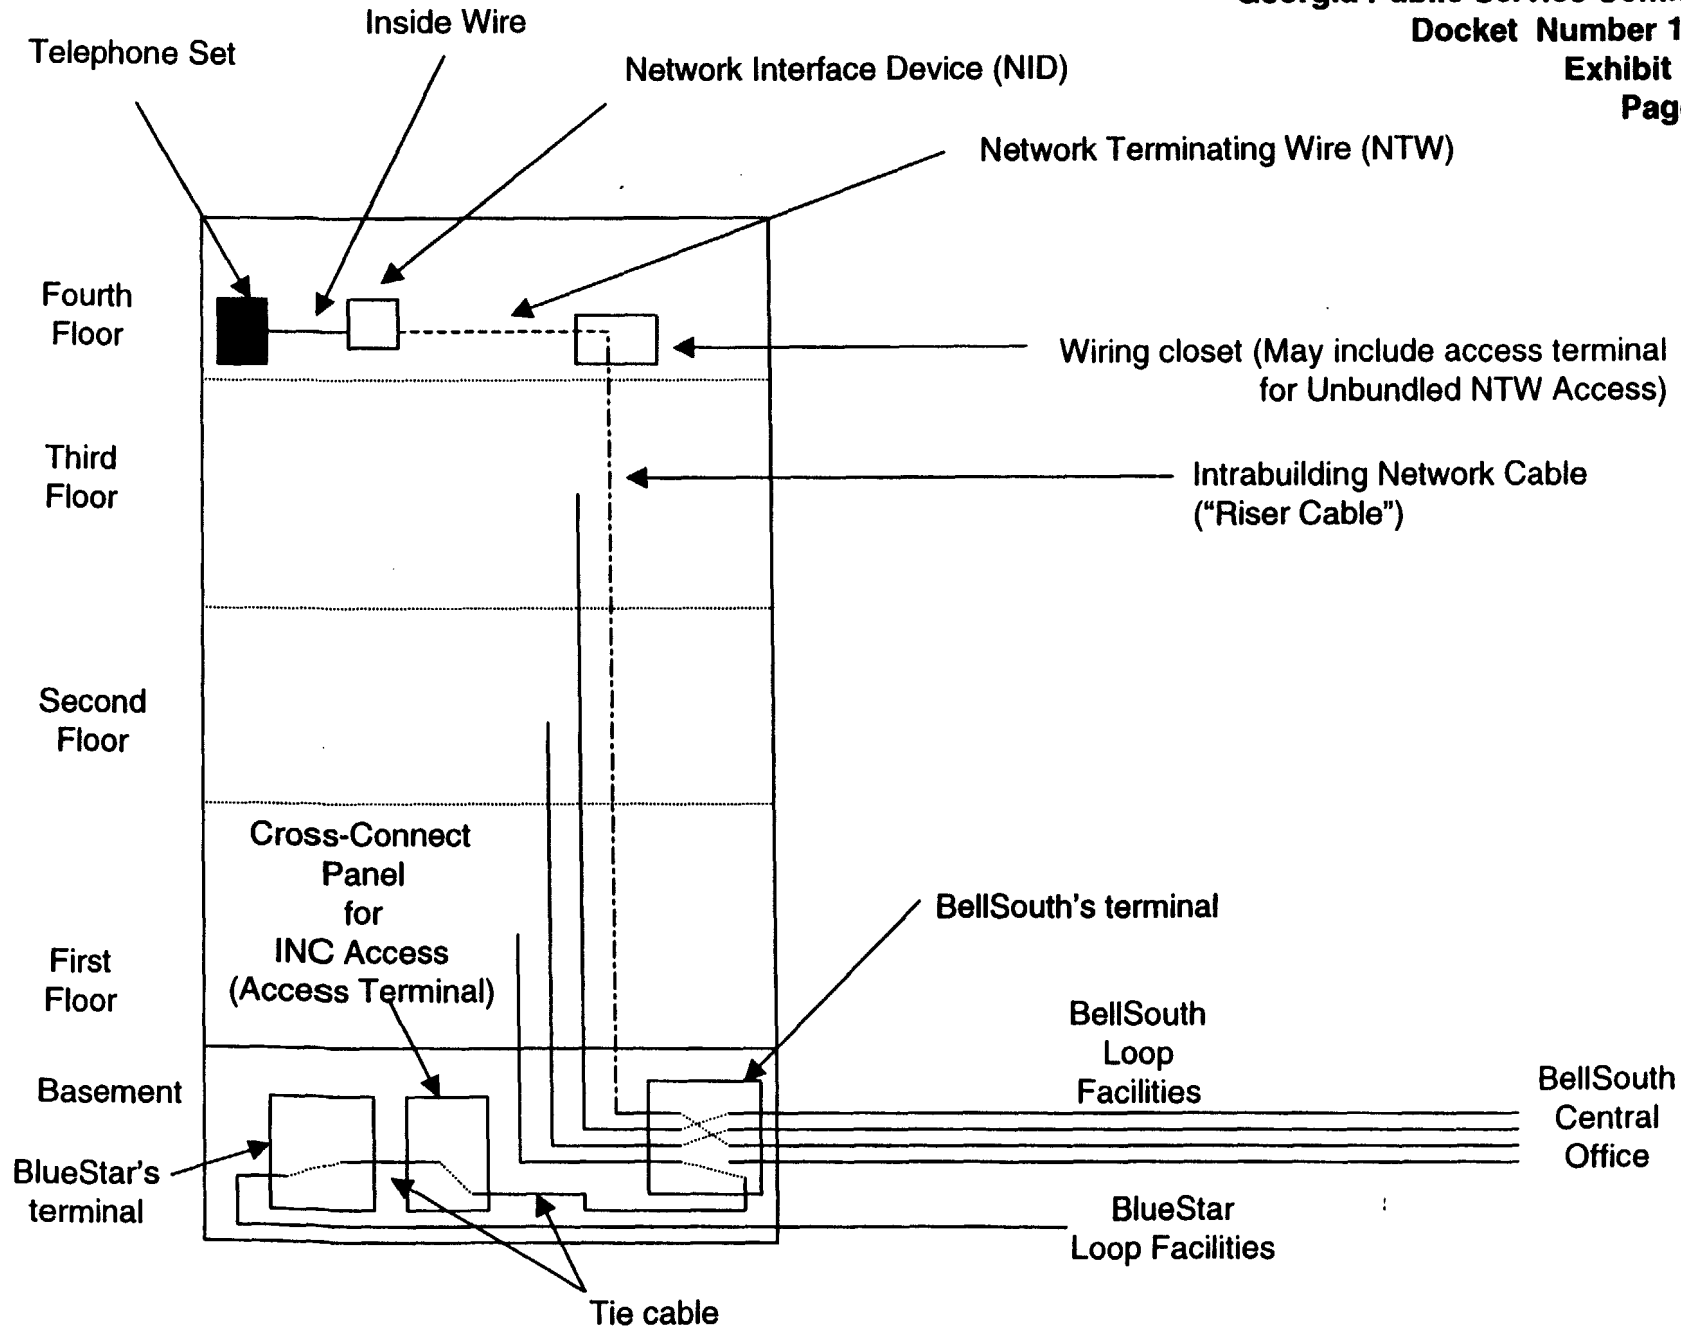 Docket Number 1
Exhibit
Inside Wire
Telephone Set
Network Interface Device (NID)
Network Terminating Wire (NTW)
Fourth
Floor
Wiring closet (May include access terminal
for Unbundled NTW Access)
Third
Floor
Intrabuilding Network Cable
("Riser Cable")
Second
Floor
Cross-Connect
Panel
for
INC Access
(Access Terminal)
BellSouth's terminal
First
Floor
BellSouth
Loop
Facilities
Basement
BellSouth
Central
Office
BlueStar's
terminal
BlueStar
Loop Facilities
Tie cable